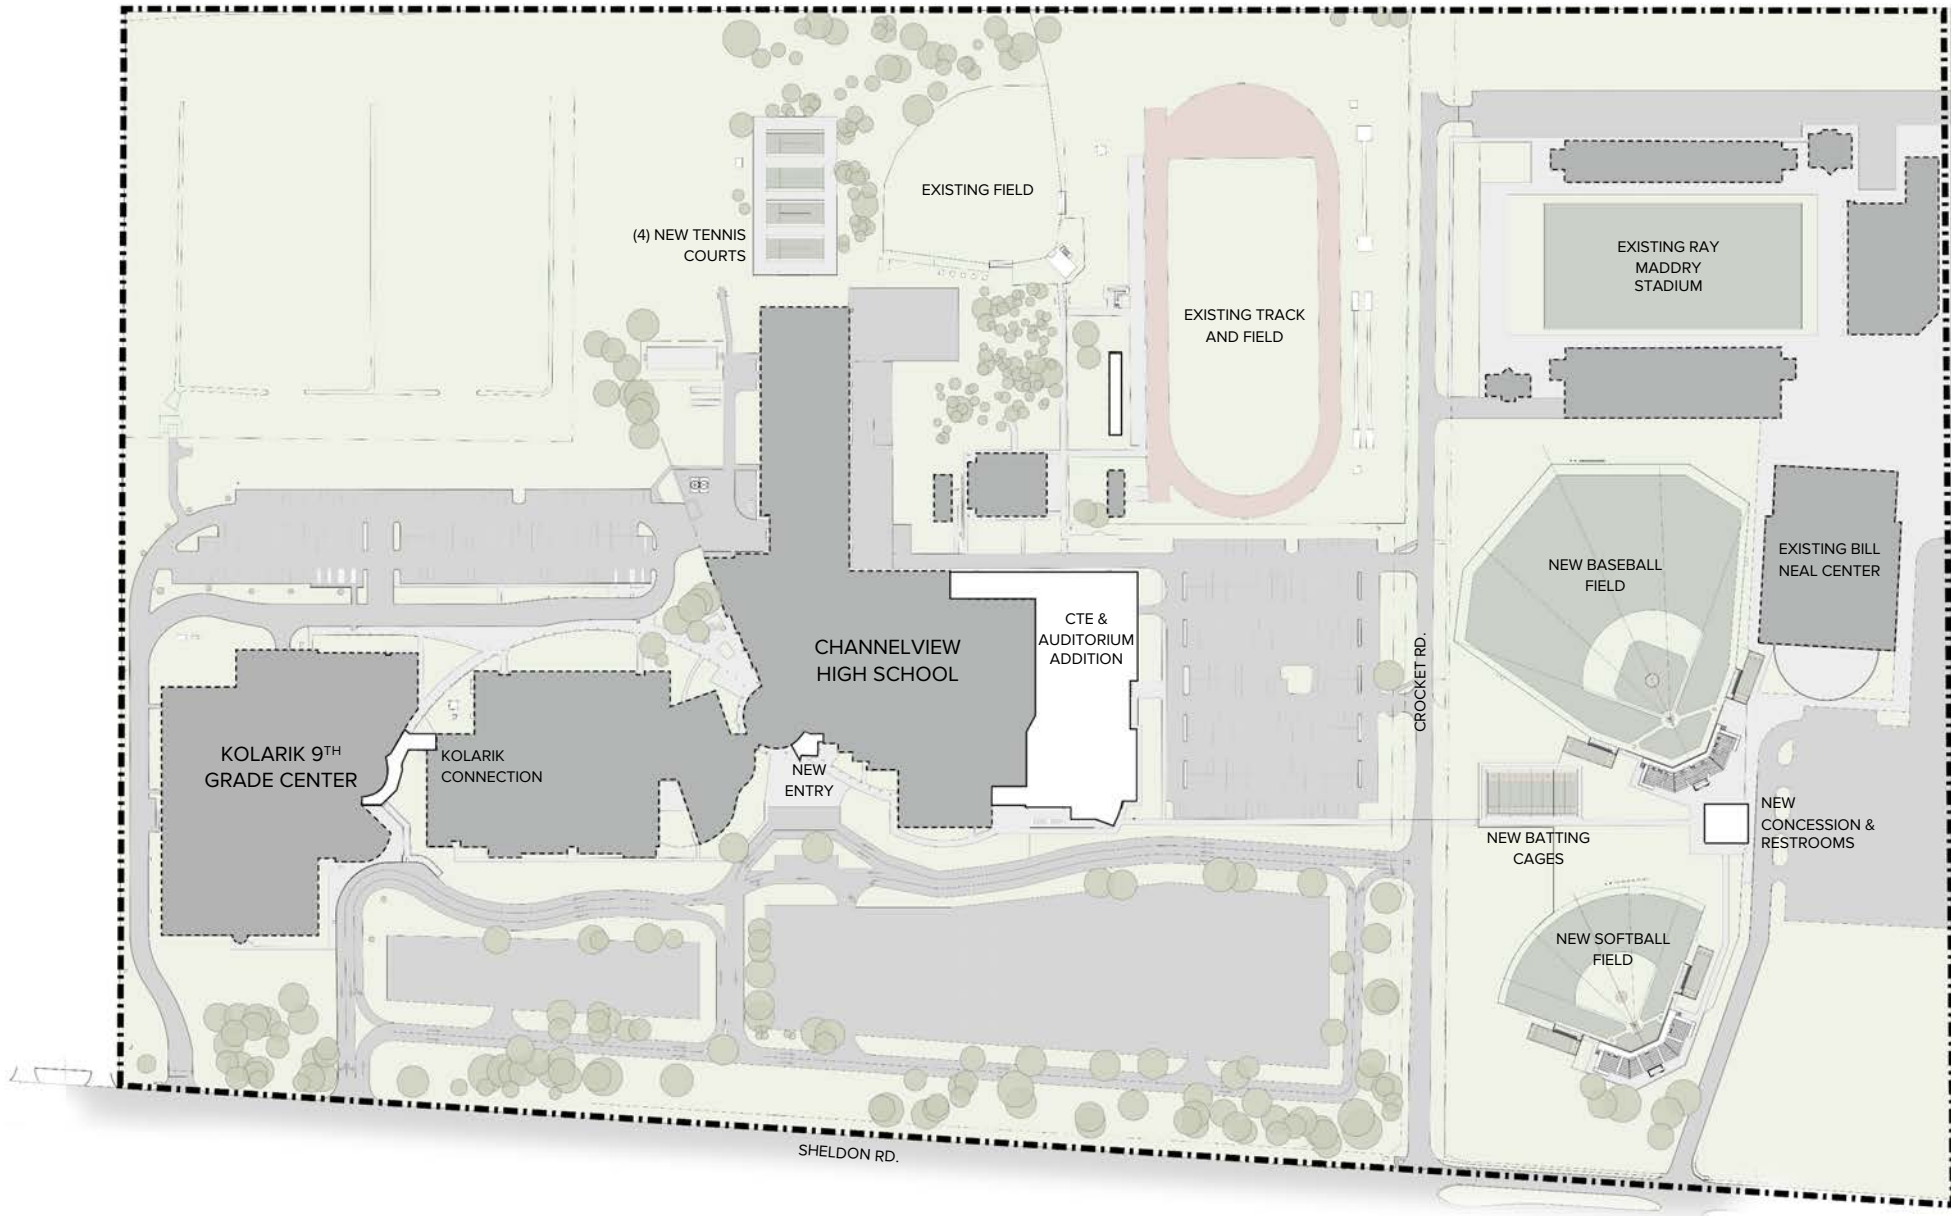 EXISTING FIELD
(4) NEW TENNIS
COURTS
EXISTING RAY
MADDRY
STADIUM
EXISTING TRACK
AND FIELD
NEW BASEBALL
FIELD
EXISTING BILL
NEAL CENTER
CTE &
AUDITORIUM
ADDITION
CHANNELVIEW
HIGH SCHOOL
CROCKET RD.
KOLARIK 9TH
GRADE CENTER
KOLARIK
CONNECTION
NEW
ENTRY
NEW BATTING
CAGES
NEW
CONCESSION &
RESTROOMS
NEW SOFTBALL
FIELD
SHELDON RD.